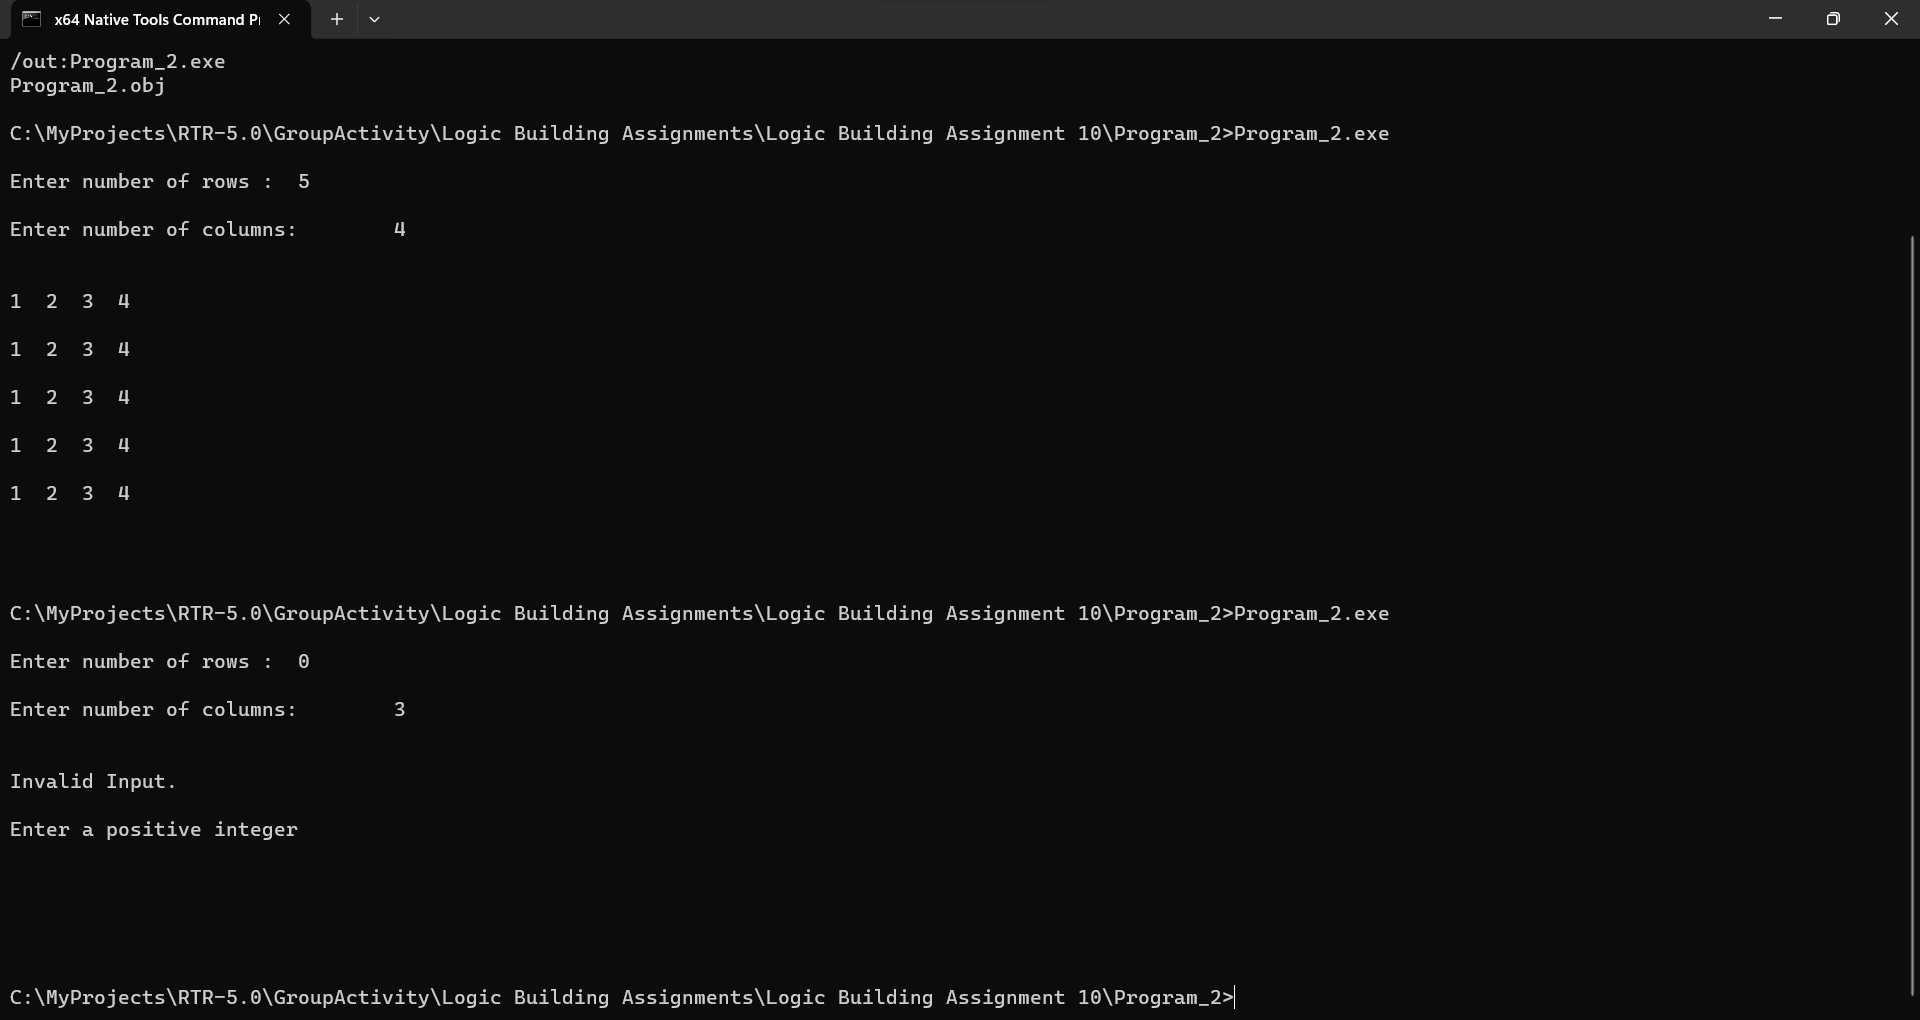 x64 Native Tools Command P
/out:Program_2.exe
Program_2.obj
C:\MyProjects\RTR-5.0\GroupActivity\Logic Building Assignments\Logic Building Assignment 10\Program_2>Program_2.exe
Enter number of rows :  5
Enter number of columns:        4
1  2  3  4
1  2  3  4
1  2  3  4
1  2  3  4
1  2  3  4
C:\MyProjects\RTR-5.0\GroupActivity\Logic Building Assignments\Logic Building Assignment 10\Program_2>Program_2.exe
Enter number of rows :  0
Enter number of columns:        3
Invalid Input.
Enter a positive integer
C:\MyProjects\RTR-5.0\GroupActivity\Logic Building Assignments\Logic Building Assignment 10\Program_2>